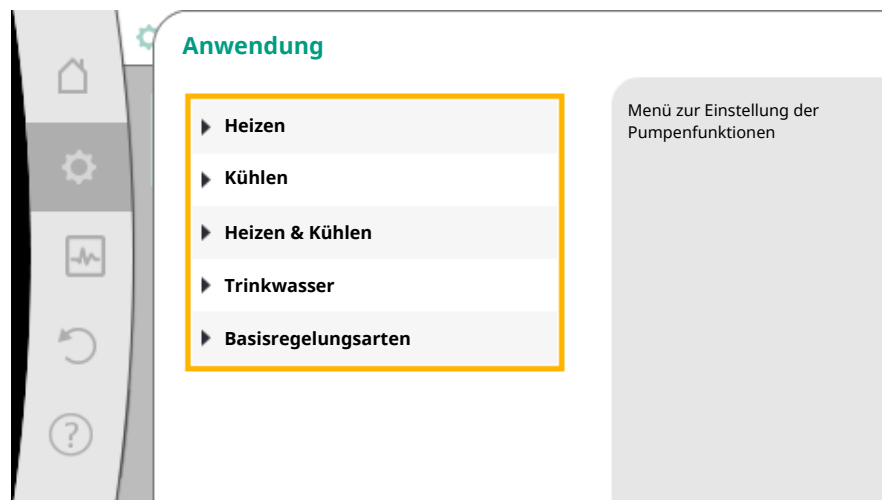 Anwendung
Heizen
Kühlen
Heizen & Kühlen
Trinkwasser
Basisregelungsarten
Menü zur Einstellung der
Pumpenfunktionen
?